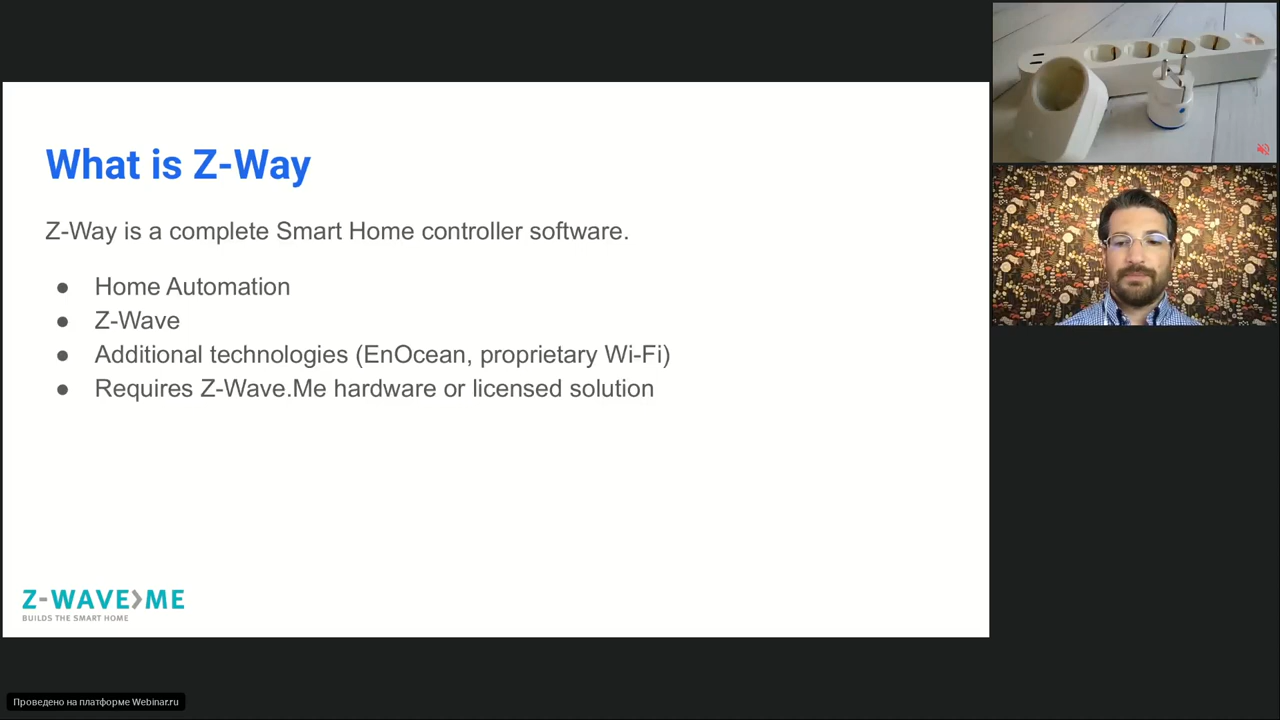 What is Z-Way
Z-Way is a complete Smart Home controller software.
● Home Automation
● Z-Wave
● Additional technologies (EnOcean, proprietary Wi-Fi)
● Requires Z-Wave.Me hardware or licensed solution
Z-WAVE>ME
BUILDS THE SMART HOME
Проведено на платформе Webinar.ru